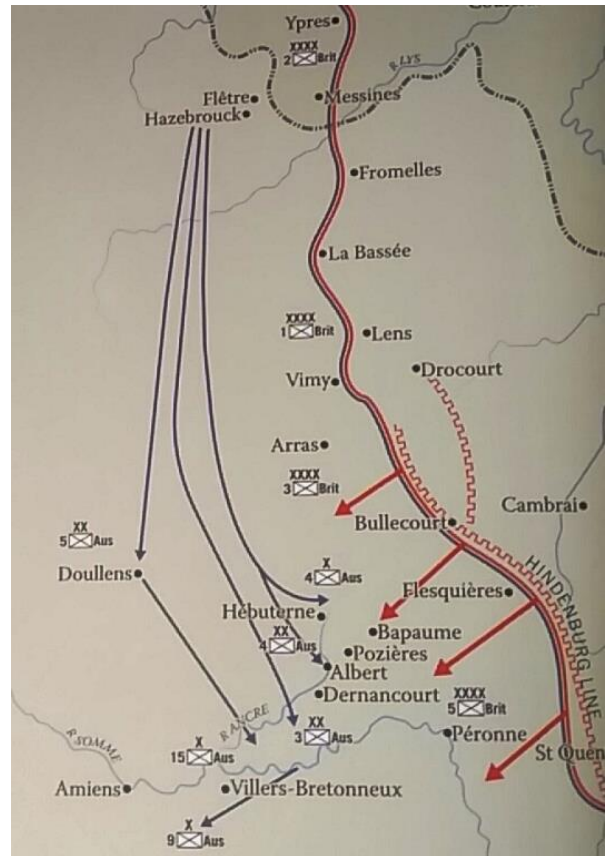 Ypres
XXXX
2 Brit
R LYS
Flêtre
Messines
Hazebrouck
Fromelles
La Bassée
XXXX
1 Brit
Lens
Drocourt
Vimy
Arras
XXXX
3 Brit
Cambrai
Bullecourt
XX
5 Aus
HINDENBURG LINE
Doullens
X
4 Aus
Flesquières
Hébuterne
Bapaume
XX
4 Aus
Pozières
Albert
Dernancourt
XXXX
5 Brit
R ANCRE
XX
3 Aus
Péronne
R SOMME
St Quen
X
15 Aus
Amiens
Villers-Bretonneux
X
9 Aus